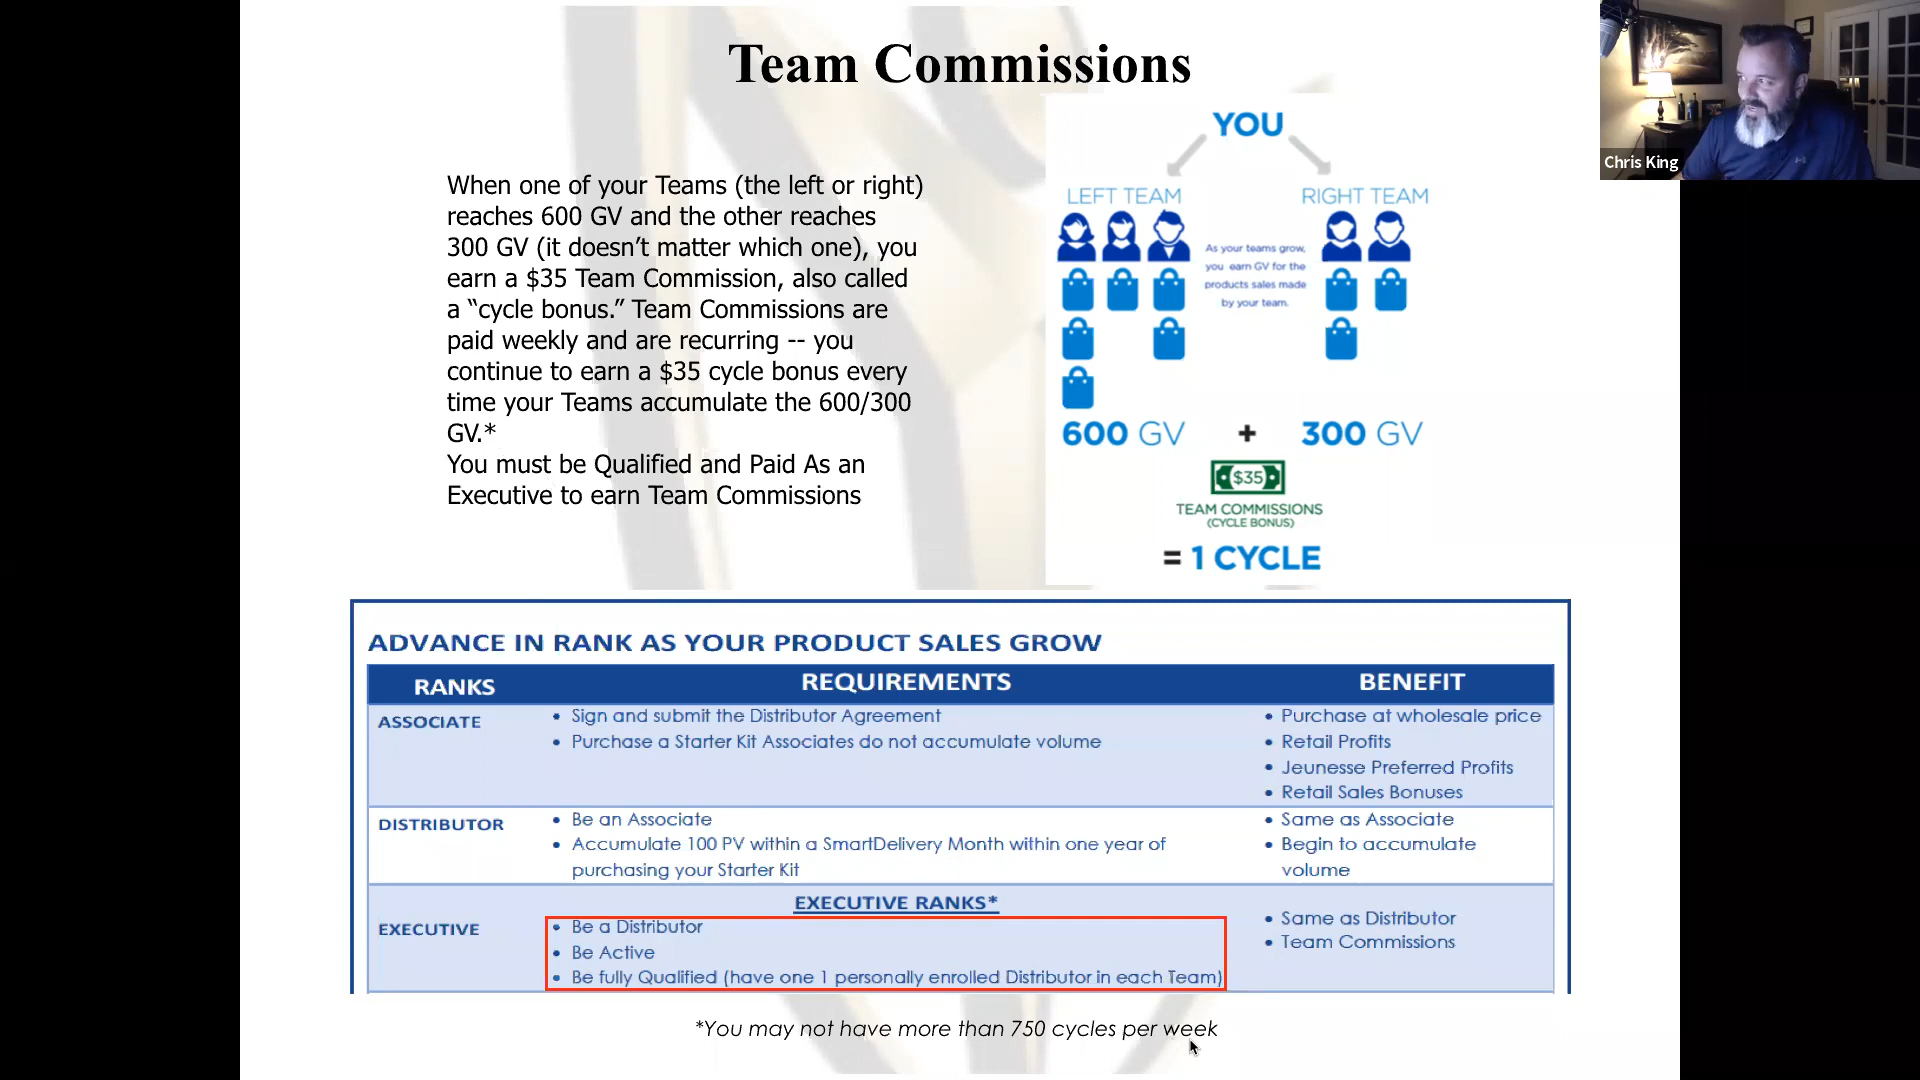 Team Commissions
Chris King
When one of your Teams (the left or right)
reaches 600 GV and the other reaches
300 GV (it doesn’t matter which one), you
earn a $35 Team Commission, also called
a “cycle bonus.” Team Commissions are
paid weekly and are recurring -- you
continue to earn a $35 cycle bonus every
time your Teams accumulate the 600/300
GV.*
You must be Qualified and Paid As an
Executive to earn Team Commissions
YOU
LEFT TEAM
RIGHT TEAM
As your teams grow,
you earn GV for the
products sales made
by your team.
600 GV + 300 GV
$35
TEAM COMMISSIONS
(CYCLE BONUS)
= 1 CYCLE
ADVANCE IN RANK AS YOUR PRODUCT SALES GROW
RANKS REQUIREMENTS BENEFIT
ASSOCIATE
• Sign and submit the Distributor Agreement
• Purchase a Starter Kit Associates do not accumulate volume
• Purchase at wholesale price
• Retail Profits
• Jeunesse Preferred Profits
• Retail Sales Bonuses
DISTRIBUTOR
• Be an Associate
• Accumulate 100 PV within a SmartDelivery Month within one year of
purchasing your Starter Kit
• Same as Associate
• Begin to accumulate
volume
EXECUTIVE RANKS*
EXECUTIVE
• Be a Distributor
• Be Active
• Be fully Qualified (have one 1 personally enrolled Distributor in each Team)
• Same as Distributor
• Team Commissions
*You may not have more than 750 cycles per week